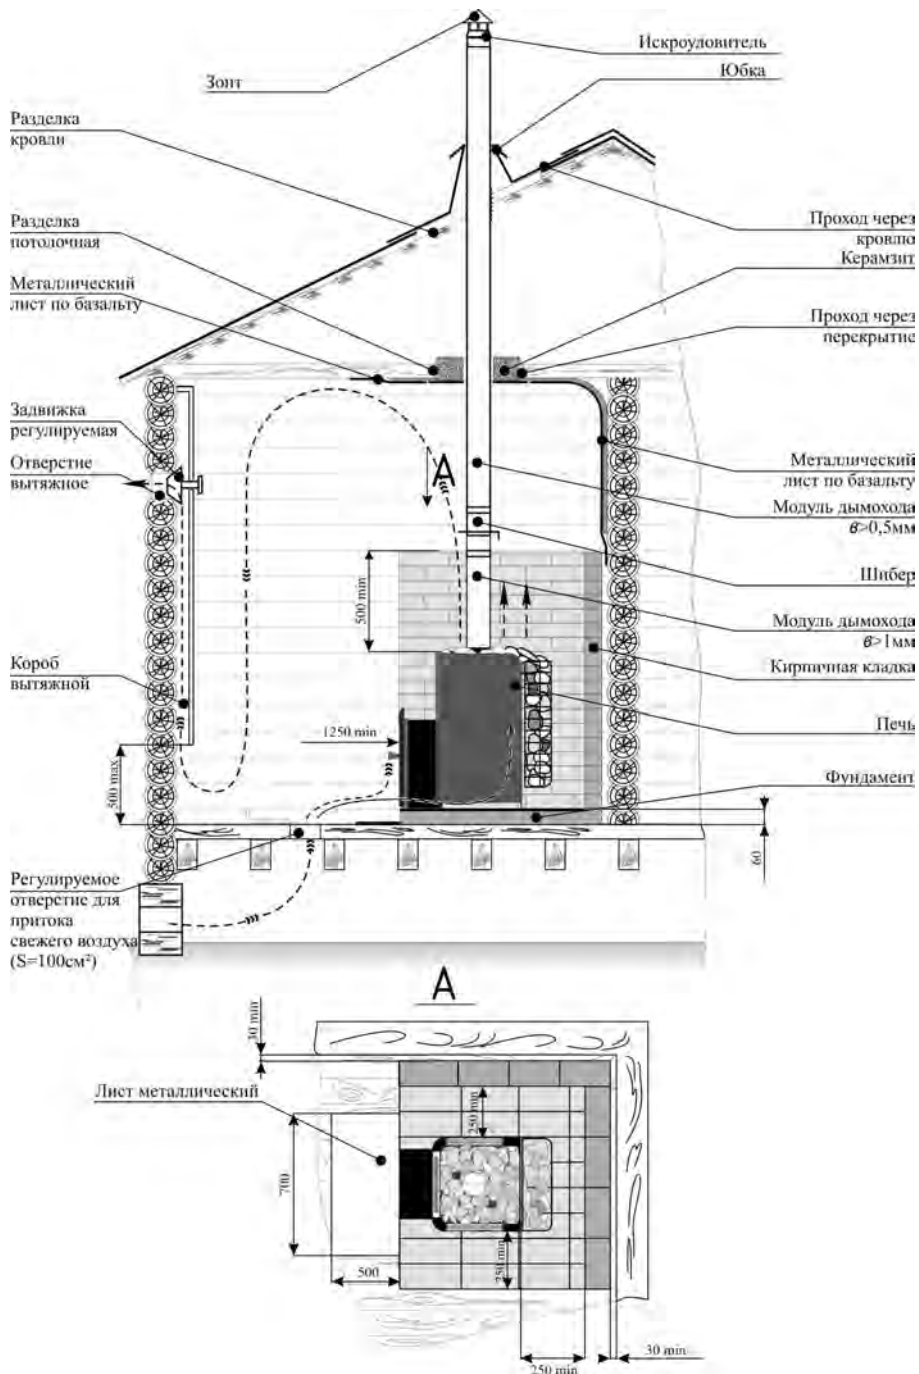 Зонт
Искроудовитель
Юбка
Разделка
кровли
Разделка
потолочная
Металлический
лист по базальту
Проход через
кровлю
Керамзит
Проход через
перекрытие
Задвижка
регулируемая
Отверстие
вытяжное
А
Металлический
лист по базальту
Модуль дымохода
в>0,5мм
Шибер
500 min
Модуль дымохода
в>1мм
Кирпичная кладка
Короб
вытяжной
Печь
1250 min
500 max
Фундамент
60
Регулируемое
отверстие для
притока
свежего воздуха
(S=100см²)
А
30 min
Лист металлический
250 min
700
500
250 min
250 min
30 min